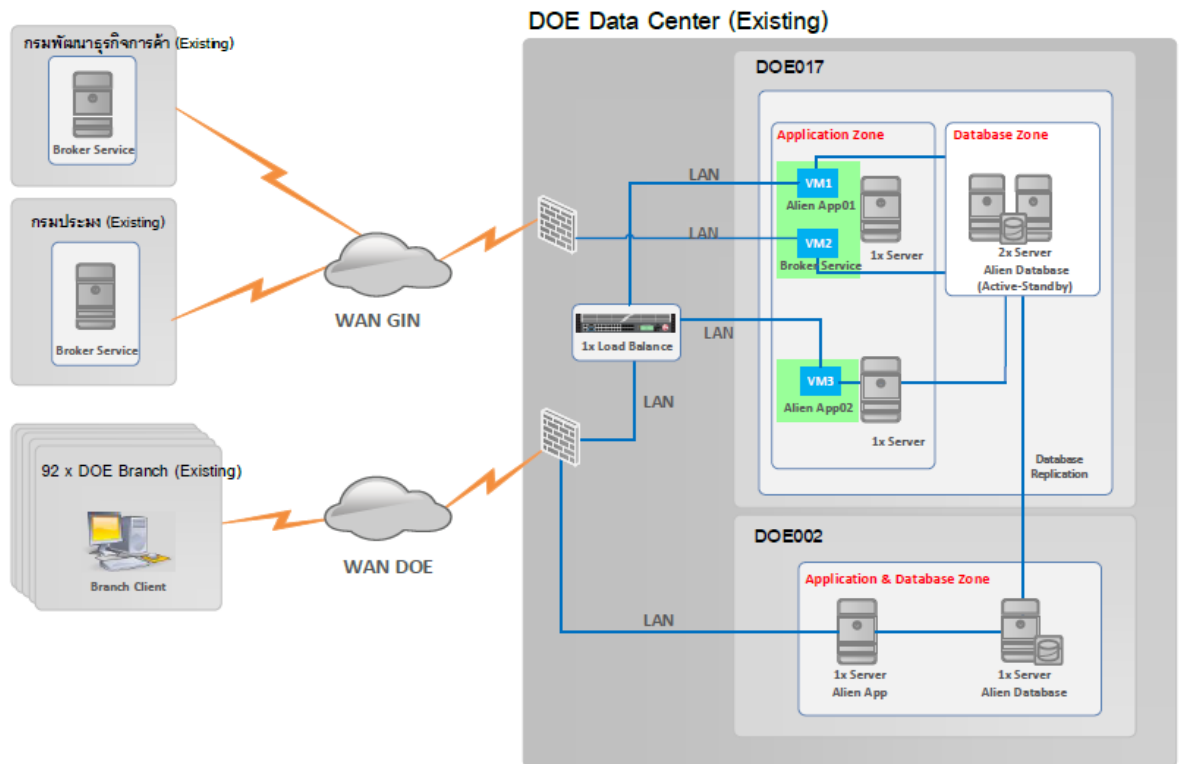 DOE Data Center (Existing)
กรมพัฒนาธุรกิจการค้า (Existing)
Broker Service
กรมประมง (Existing)
Broker Service
92 x DOE Branch (Existing)
Branch Client
WAN GIN
WAN DOE
LAN
LAN
1x Load Balance
LAN
LAN
LAN
DOE017
Application Zone
VM1
Alien App01
VM2
Broker Service
1x Server
VM3
Alien App02
1x Server
Database Zone
2x Server
Alien Database
(Active-Standby)
Database
Replication
DOE002
Application & Database Zone
1x Server
Alien App
1x Server
Alien Database